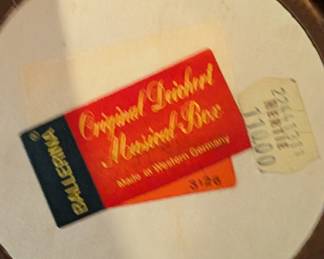 BALLERINA®
Original Deichert
Musical Box
Made in Western Germany
3126
11000